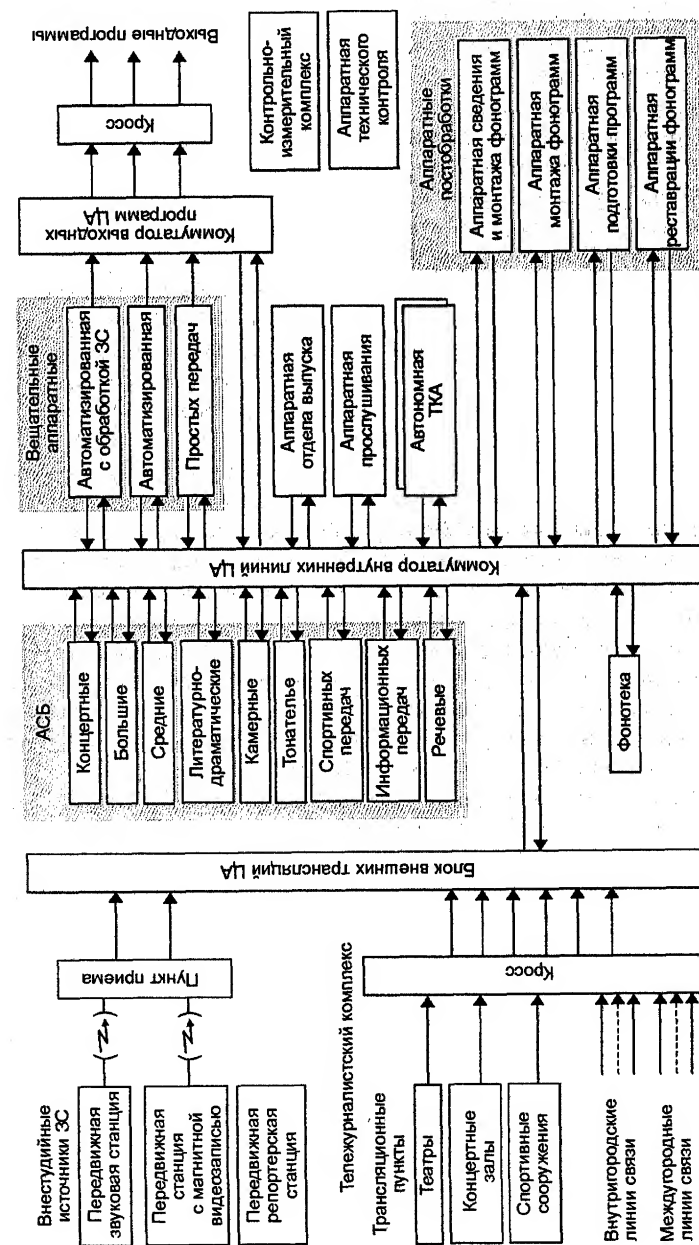 Внестудийные
источники ЗС
Передвижная
звуковая станция
Передвижная
станция
с магнитной
видеозаписью
Передвижная
репортерская
станция
Пункт приема
Тележурналистский комплекс
Трансляционные
пункты
Театры
Концертные
залы
Спортивные
сооружения
Внутригородские
линии связи
Междугородные
линии связи
Кросс
Блок внешних трансляций ЦА
АСБ
Концертные
Большие
Средние
Литературно-
драматические
Камерные
Тонателье
Спортивных
передач
Информационных
передач
Речевые
Фонотека
Коммутатор внутренних линий ЦА
Вещательные
аппаратные
Автоматизированная
с обработкой ЗС
Автоматизированная
Простых передач
Аппаратная
отдела выпуска
Аппаратная
прослушивания
Автономная
ТКА
Коммутатор выходных
программ ЦА
Кросс
Выходные программы
Контрольно-
измерительный
комплекс
Аппаратная
технического
контроля
Аппаратные
постобработки
Аппаратная сведения
и монтажа фонограмм
Аппаратная
монтажа фонограмм
Аппаратная
подготовки программ
Аппаратная
реставрации фонограмм